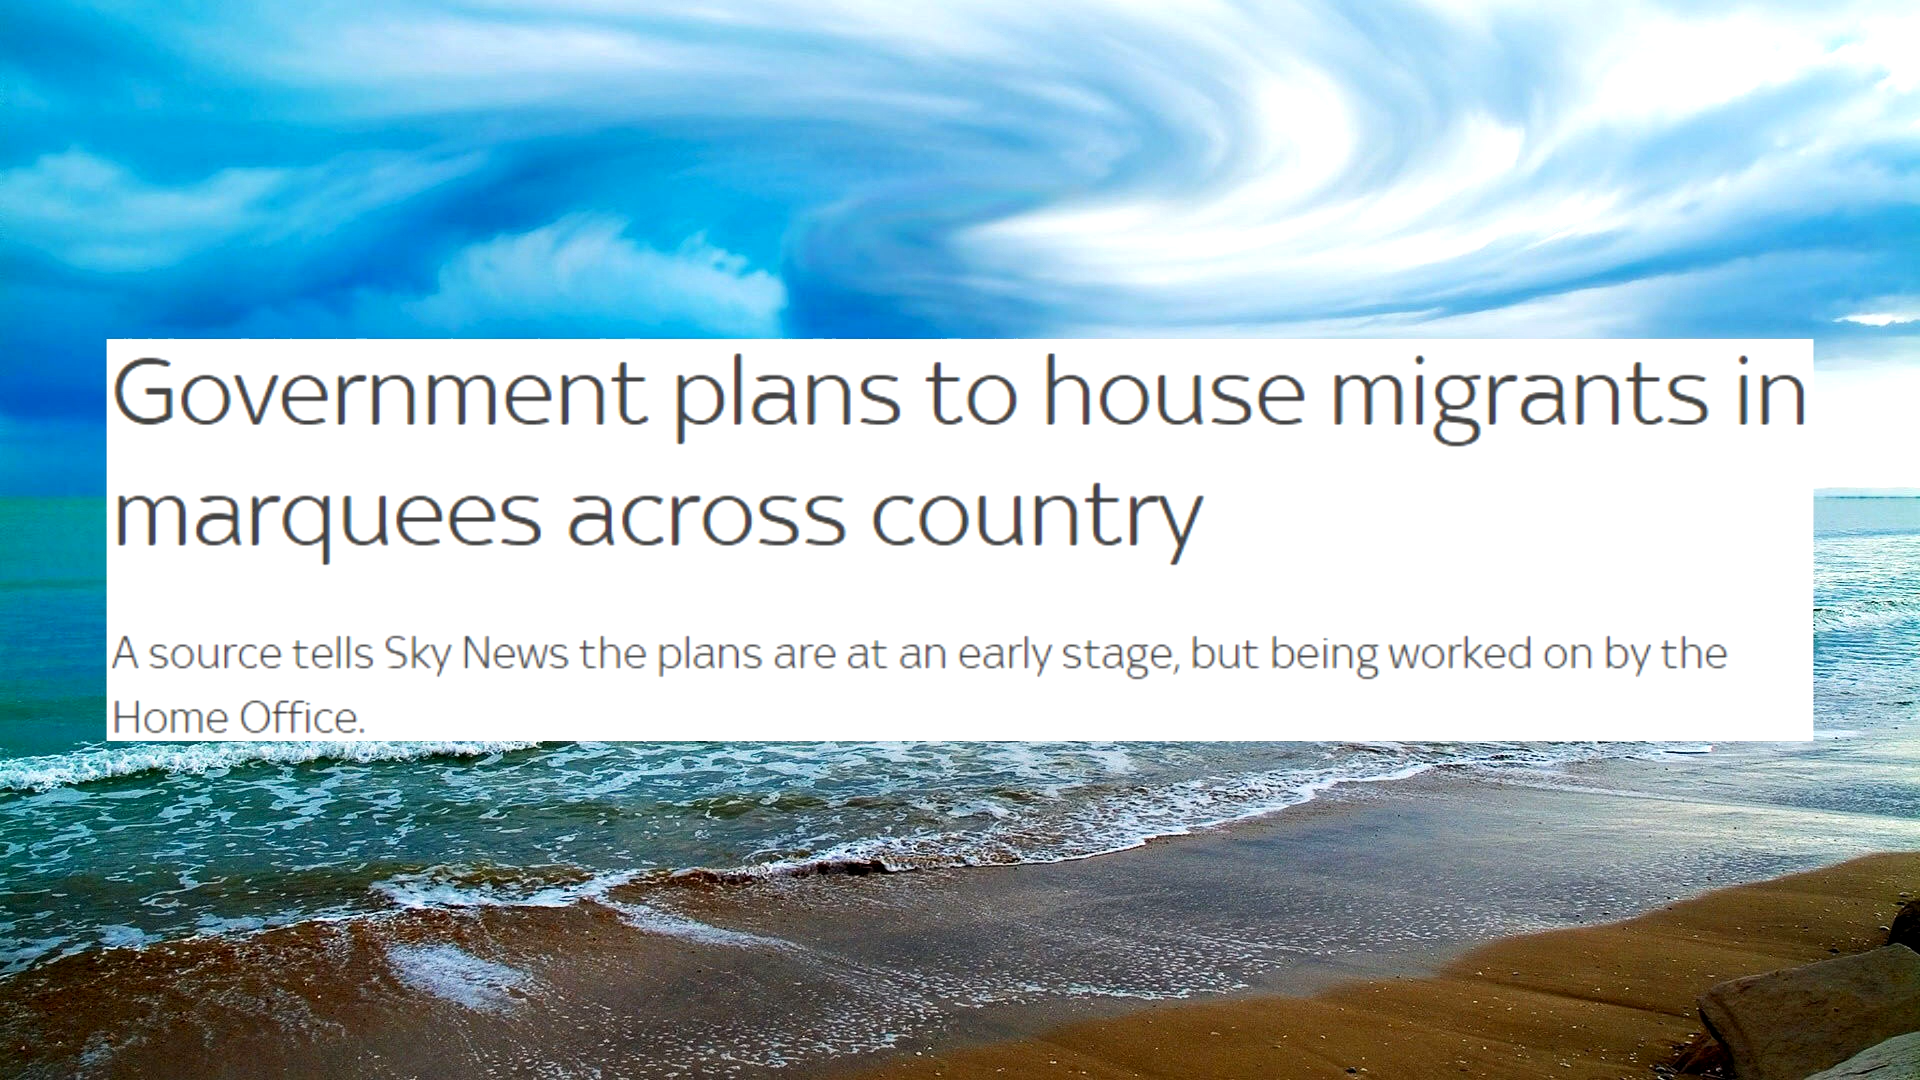 Government plans to house migrants in
marquees across country
A source tells Sky News the plans are at an early stage, but being worked on by the
Home Office.